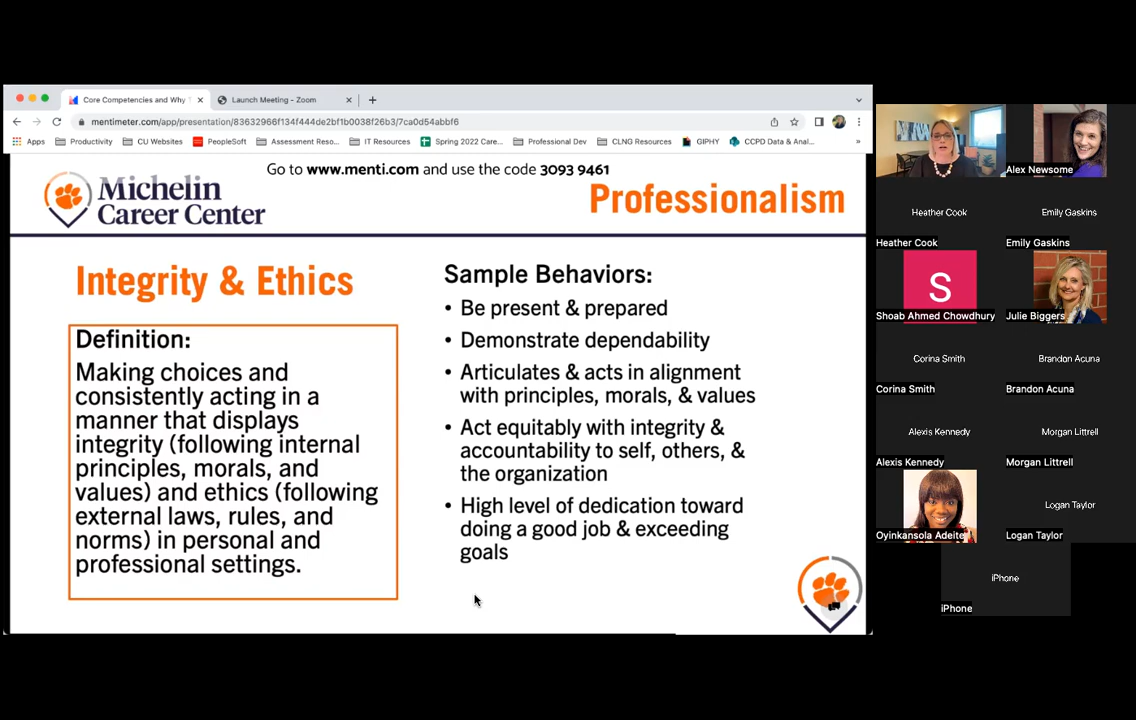 Core Competencies and Why
Launch Meeting - Zoom
mentimeter.com/app/presentation/83632966f134f444de2bf1b0038f26b3/7ca0d54abbf6
Apps Productivity CU Websites PeopleSoft Assessment Reso... IT Resources Spring 2022 Care... Professional Dev CLNG Resources GIPHY CCPD Data & Anal... »
Go to www.menti.com and use the code 3093 9461
Michelin
Career Center
Professionalism
Integrity & Ethics
Definition:
Making choices and
consistently acting in a
manner that displays
integrity (following internal
principles, morals, and
values) and ethics (following
external laws, rules, and
norms) in personal and
professional settings.
Sample Behaviors:
• Be present & prepared
• Demonstrate dependability
• Articulates & acts in alignment
with principles, morals, & values
• Act equitably with integrity &
accountability to self, others, &
the organization
• High level of dedication toward
doing a good job & exceeding
goals
Alex Newsome
Heather Cook
Heather Cook
Emily Gaskins
Emily Gaskins
S
Shoab Ahmed Chowdhury
Julie Biggers
Corina Smith
Corina Smith
Brandon Acuna
Brandon Acuna
Alexis Kennedy
Alexis Kennedy
Morgan Littrell
Morgan Littrell
Oyinkansola Adeite
Logan Taylor
Logan Taylor
iPhone
iPhone